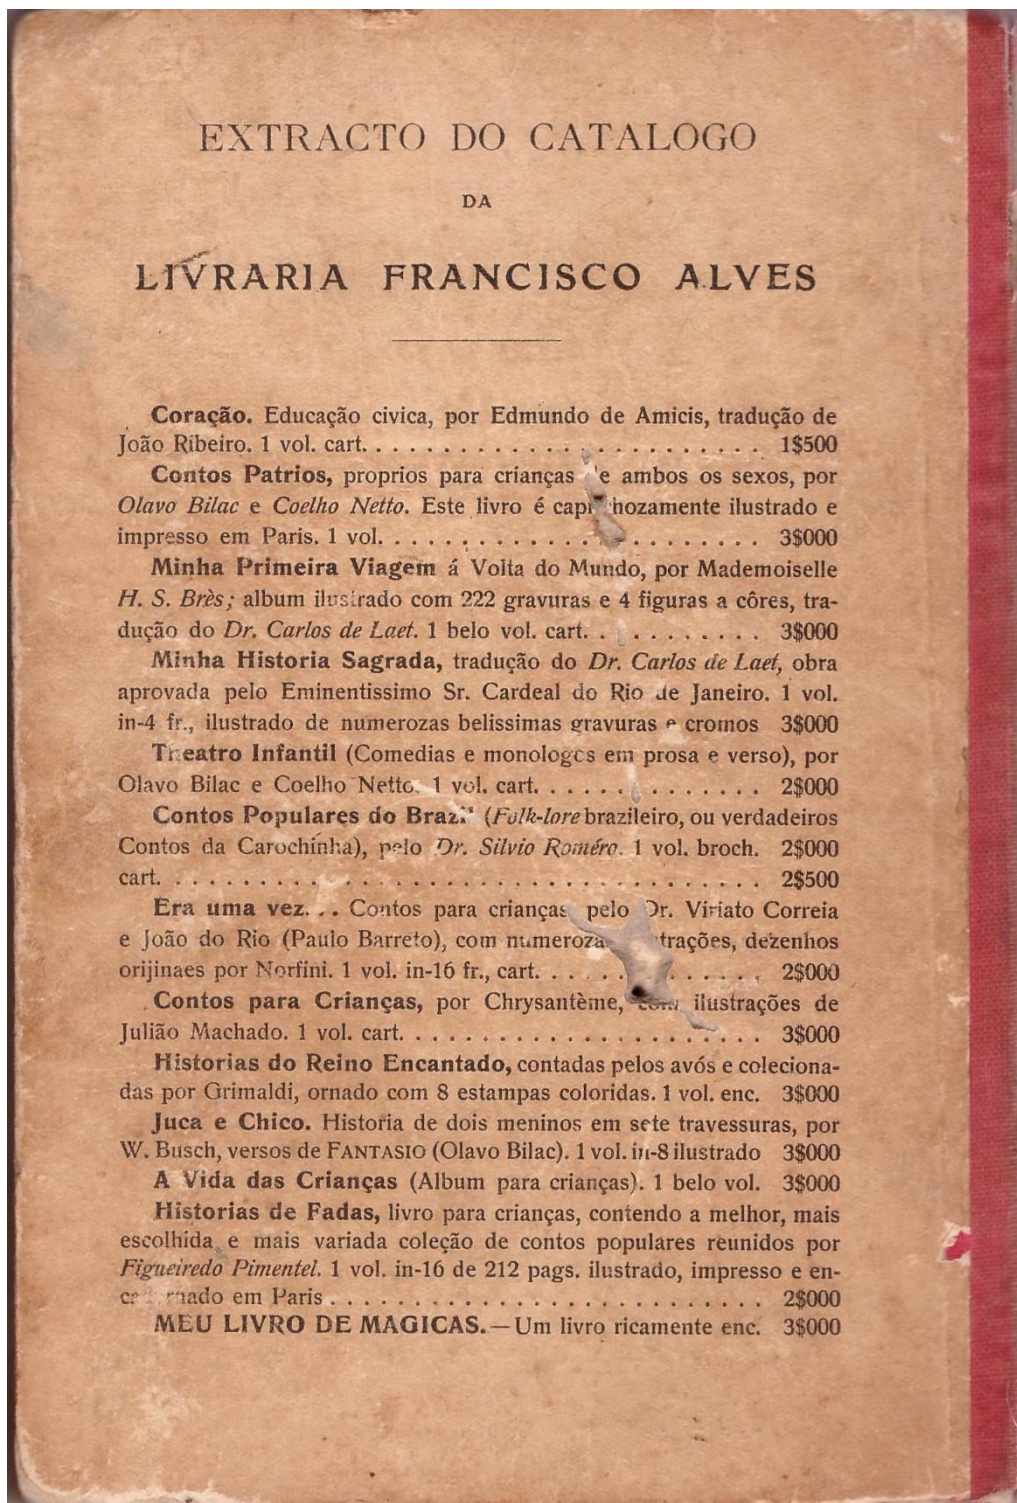 EXTRACTO DO CATALOGO
DA
LIVRARIA FRANCISCO ALVES
Coração. Educação civica, por Edmundo de Amicis, tradução de
João Ribeiro. 1 vol. cart. . . . . . . . . . . . . . . . . . . . . . . . . 1$500
Contos Patrios, proprios para crianças de ambos os sexos, por
Olavo Bilac e Coelho Netto. Este livro é caprichozamente ilustrado e
impresso em Paris. 1 vol. . . . . . . . . . . . . . . . . . . . . . . . 3$000
Minha Primeira Viagem á Volta do Mundo, por Mademoiselle
H. S. Brès; album ilustrado com 222 gravuras e 4 figuras a côres, tra-
dução do Dr. Carlos de Laet. 1 belo vol. cart. . . . . . . . . . 3$000
Minha Historia Sagrada, tradução do Dr. Carlos de Laet, obra
aprovada pelo Eminentissimo Sr. Cardeal do Rio de Janeiro. 1 vol.
in-4 fr., ilustrado de numerozas belissimas gravuras e cromos 3$000
Theatro Infantil (Comedias e monologos em prosa e verso), por
Olavo Bilac e Coelho Netto. 1 vol. cart. . . . . . . . . . . . . . 2$000
Contos Populares do Brazil (Folk-lore brazileiro, ou verdadeiros
Contos da Carochinha), pelo Dr. Silvio Roméro. 1 vol. broch. 2$000
cart. . . . . . . . . . . . . . . . . . . . . . . . . . . . . . . . . . 2$500
Era uma vez. . . Contos para crianças pelo Dr. Viriato Correia
e João do Rio (Paulo Barreto), com numerozas ilustrações, dezenhos
orijinaes por Norfini. 1 vol. in-16 fr., cart. . . . . . . . . . . . 2$000
Contos para Crianças, por Chrysantème, com ilustrações de
Julião Machado. 1 vol. cart. . . . . . . . . . . . . . . . . . . . . . 3$000
Historias do Reino Encantado, contadas pelos avós e coleciona-
das por Grimaldi, ornado com 8 estampas coloridas. 1 vol. enc. 3$000
Juca e Chico. Historia de dois meninos em sete travessuras, por
W. Busch, versos de FANTASIO (Olavo Bilac). 1 vol. in-8 ilustrado 3$000
A Vida das Crianças (Album para crianças). 1 belo vol. 3$000
Historias de Fadas, livro para crianças, contendo a melhor, mais
escolhida e mais variada coleção de contos populares reunidos por
Figueiredo Pimentel. 1 vol. in-16 de 212 pags. ilustrado, impresso e en-
cadernado em Paris . . . . . . . . . . . . . . . . . . . . . . . . . . 2$000
MEU LIVRO DE MAGICAS.—Um livro ricamente enc. 3$000